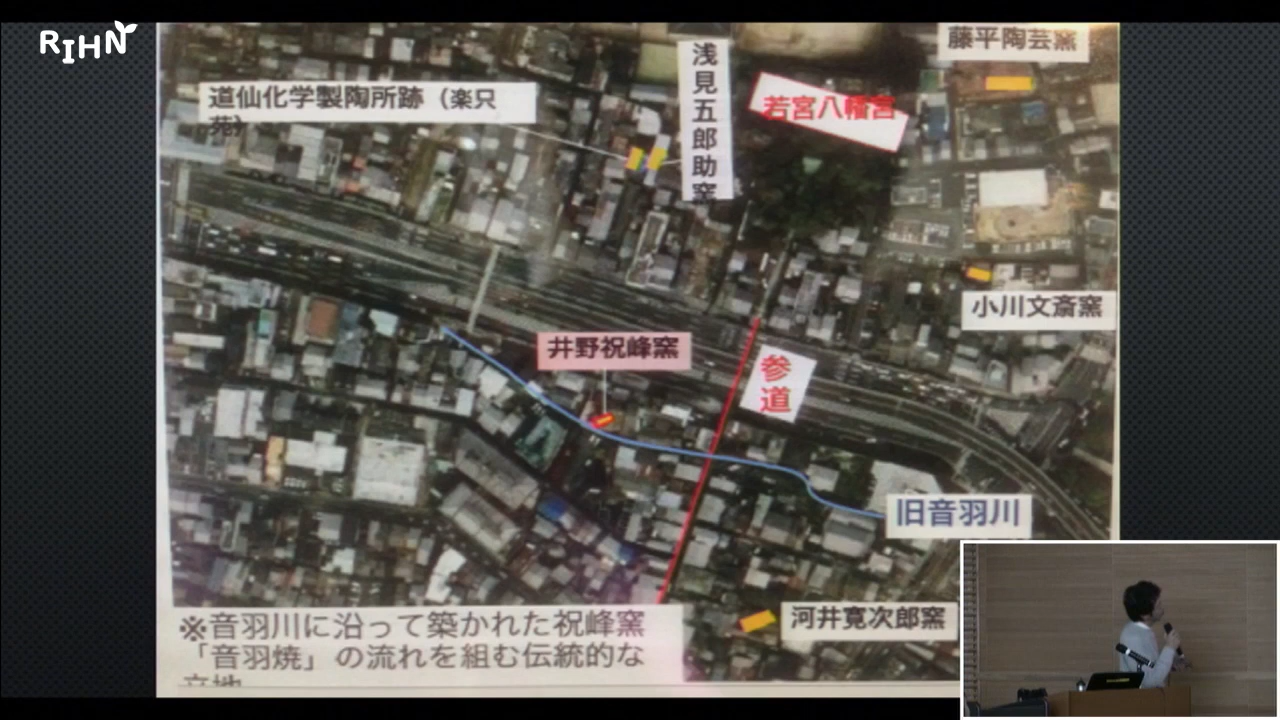 RIHN
藤平陶芸窯
浅見五郎助窯
若宮八幡宮
道仙化学製陶所跡（楽只
苑）
小川文斎窯
井野祝峰窯
参道
旧音羽川
河井寛次郎窯
※音羽川に沿って築かれた祝峰窯
「音羽焼」の流れを組む伝統的な
立地